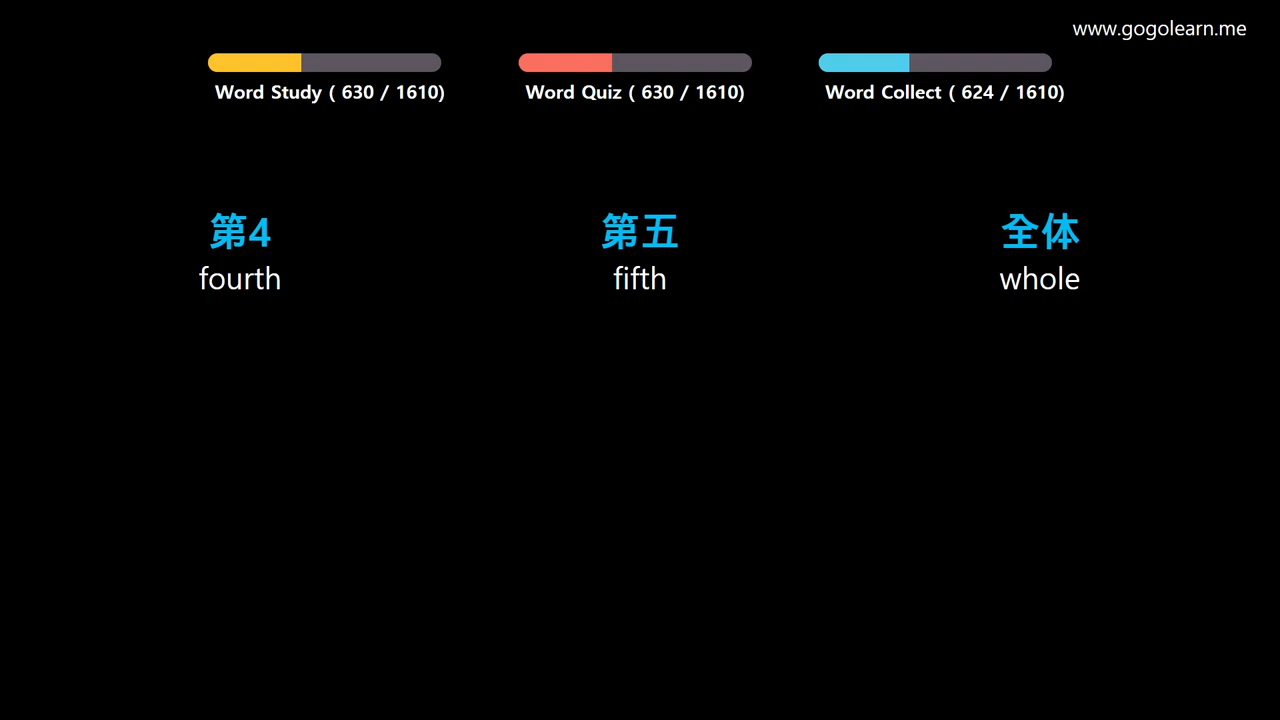 www.gogolearn.me
Word Study ( 630 / 1610)
Word Quiz ( 630 / 1610)
Word Collect ( 624 / 1610)
第4
fourth
第五
fifth
全体
whole